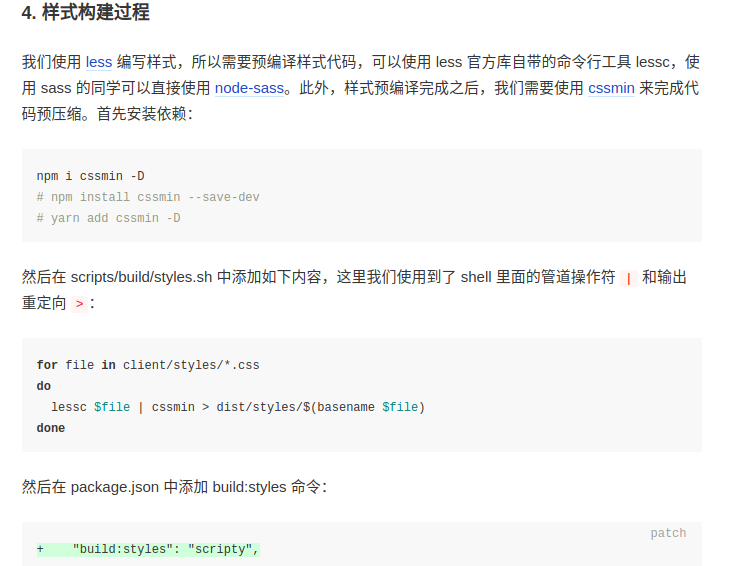 4. 样式构建过程
我们使用 less 编写样式，所以需要预编译样式代码，可以使用 less 官方库自带的命令行工具 lessc，使
用 sass 的同学可以直接使用 node-sass。此外，样式预编译完成之后，我们需要使用 cssmin 来完成代
码预压缩。首先安装依赖：
npm i cssmin -D
# npm install cssmin --save-dev
# yarn add cssmin -D
然后在 scripts/build/styles.sh 中添加如下内容，这里我们使用到了 shell 里面的管道操作符 | 和输出
重定向 >：
for file in client/styles/*.css
do
  lessc $file | cssmin > dist/styles/$(basename $file)
done
然后在 package.json 中添加 build:styles 命令：
patch
+    "build:styles": "scripty",